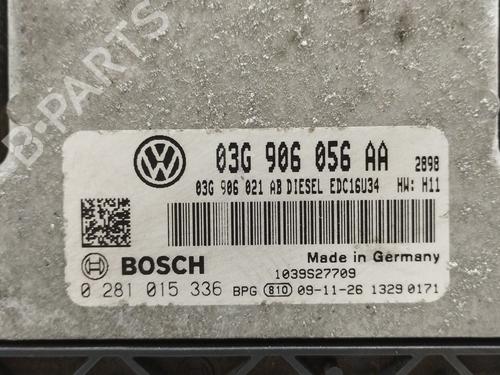 B-PARTS
03G 906 056 AA 2898
03G 906 021 AB DIESEL EDC16U34 HW: H11
BOSCH
Made in Germany
1039S27709
0 281 015 336 BPG 810 09-11-26 1329 0171